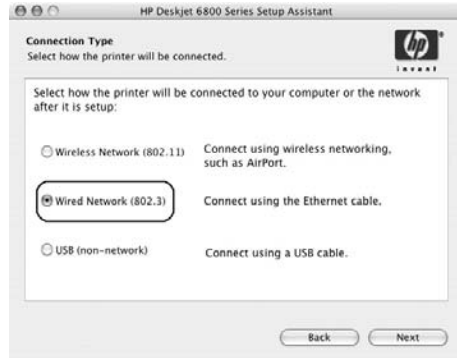 HP Deskjet 6800 Series Setup Assistant
Connection Type
Select how the printer will be connected.
hp
invent
Select how the printer will be connected to your computer or the network
after it is setup:
Wireless Network (802.11) Connect using wireless networking,
such as AirPort.
Wired Network (802.3) Connect using the Ethernet cable.
USB (non-network) Connect using a USB cable.
Back Next